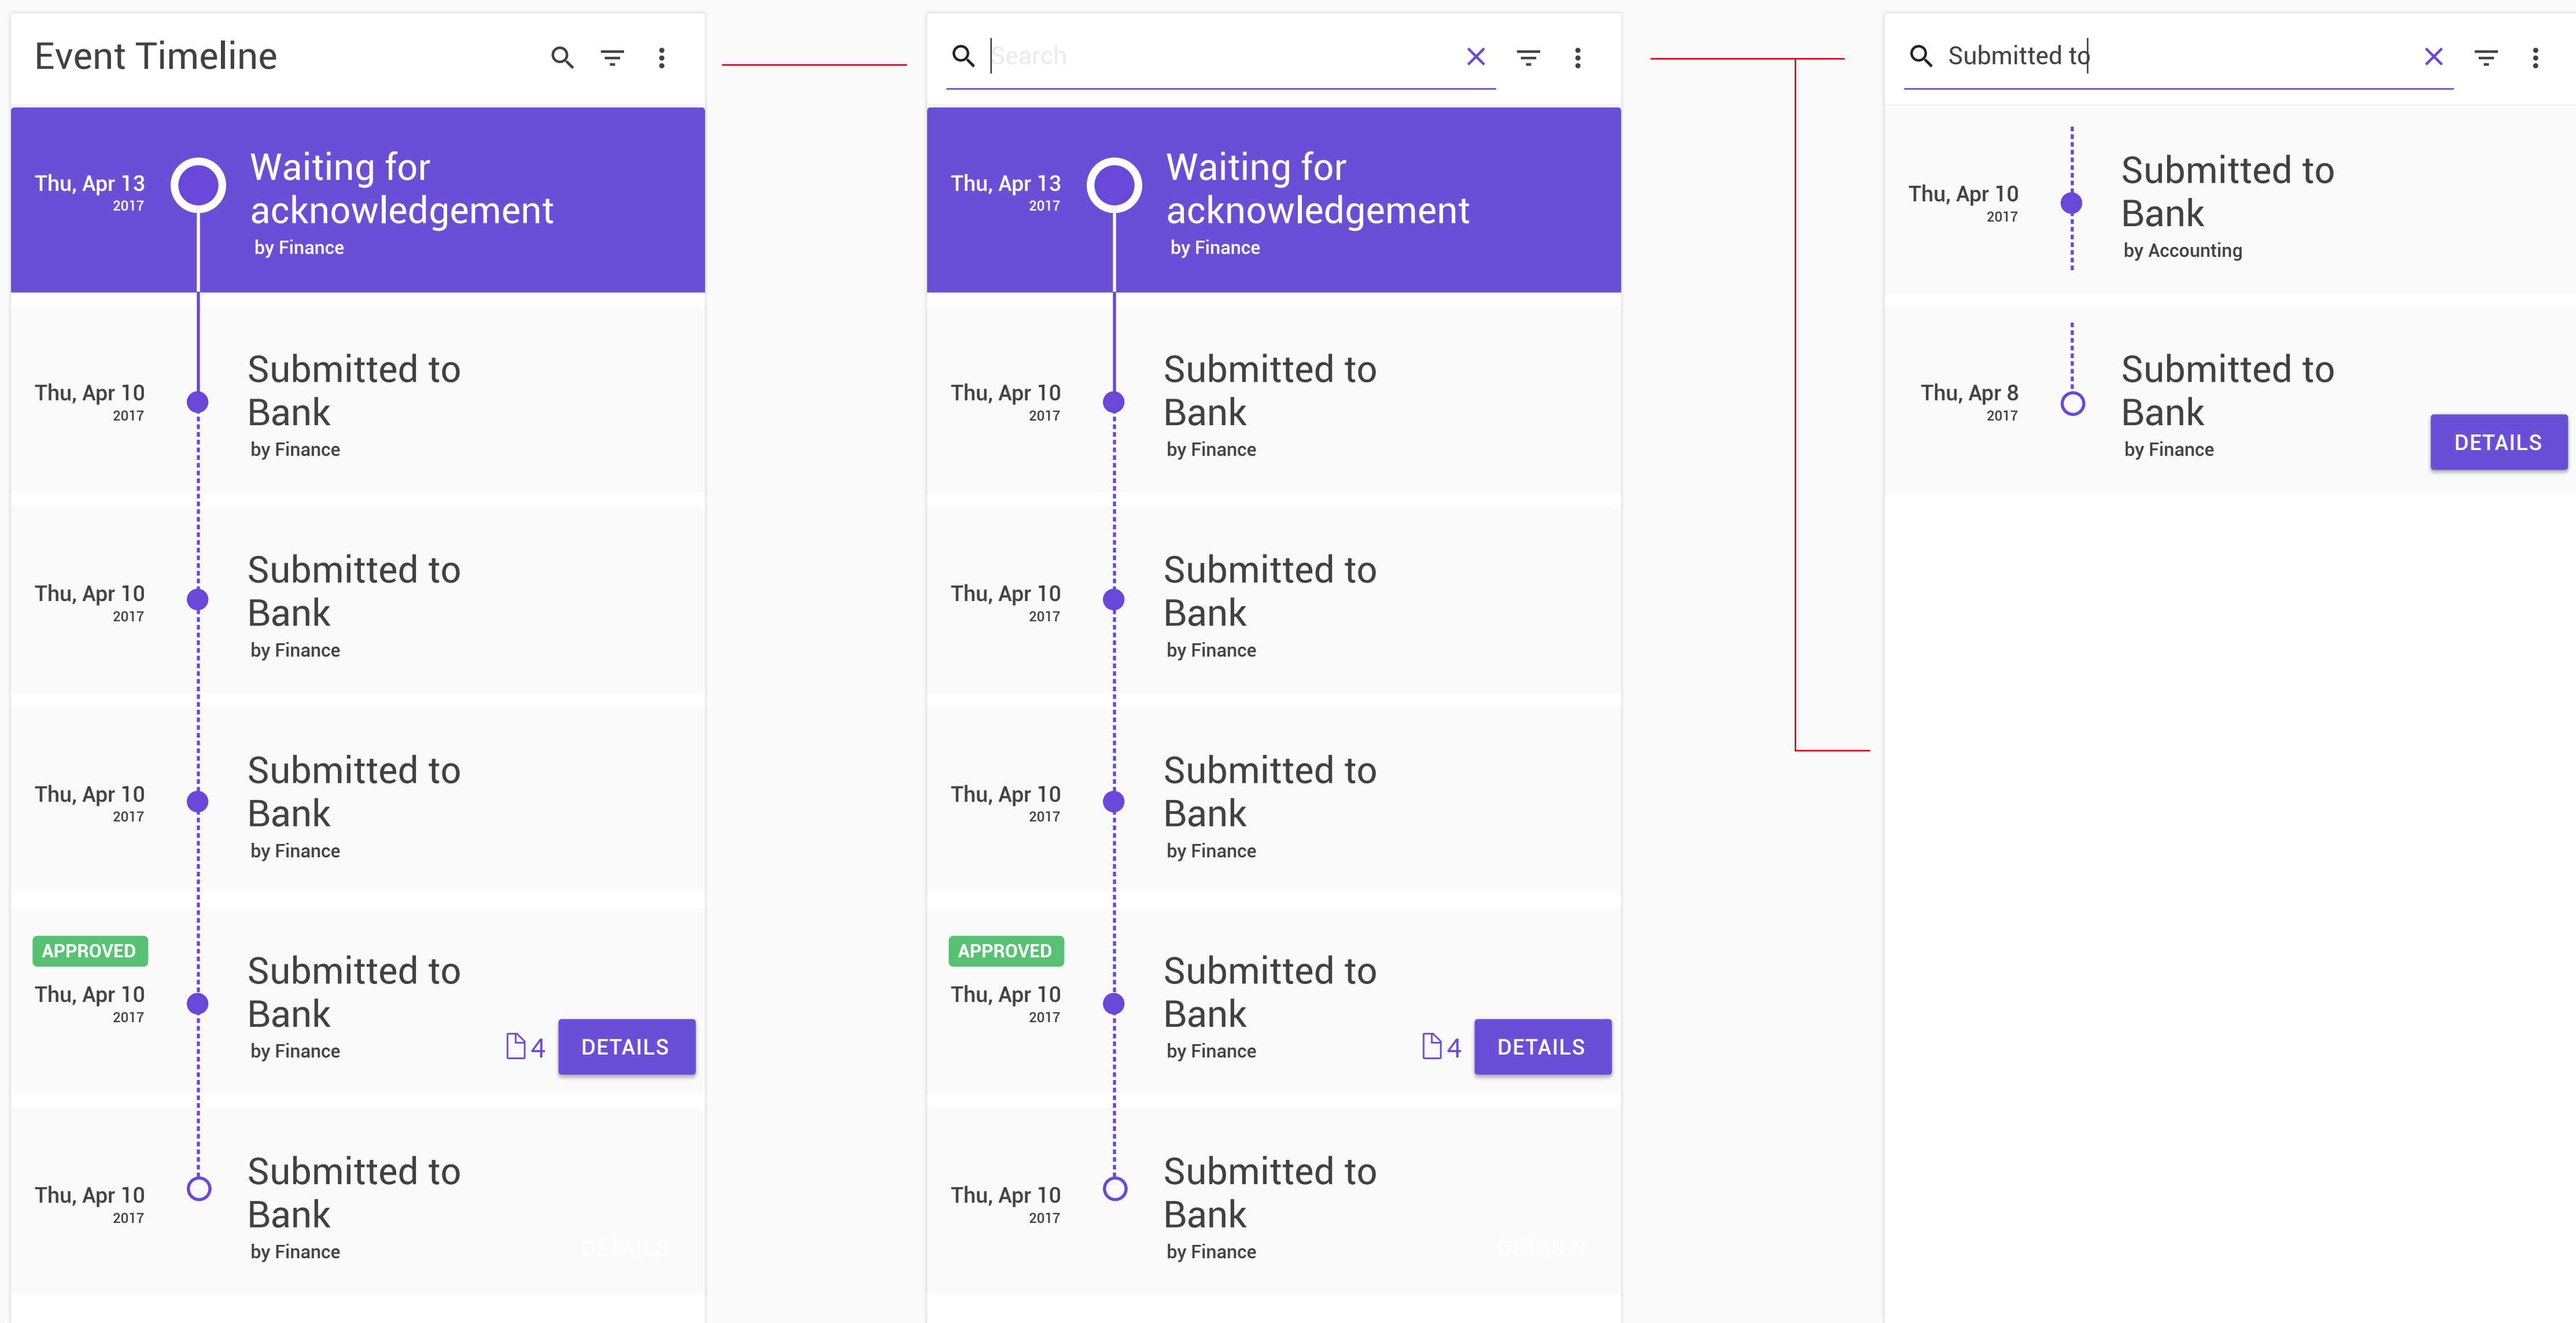 Event Timeline
Thu, Apr 13
2017
Waiting for
acknowledgement
by Finance
Thu, Apr 10
2017
Submitted to
Bank
by Finance
Thu, Apr 10
2017
Submitted to
Bank
by Finance
Thu, Apr 10
2017
Submitted to
Bank
by Finance
APPROVED
Thu, Apr 10
2017
Submitted to
Bank
by Finance
4
DETAILS
Thu, Apr 10
2017
Submitted to
Bank
by Finance
DETAILS
Search
Thu, Apr 13
2017
Waiting for
acknowledgement
by Finance
Thu, Apr 10
2017
Submitted to
Bank
by Finance
Thu, Apr 10
2017
Submitted to
Bank
by Finance
Thu, Apr 10
2017
Submitted to
Bank
by Finance
APPROVED
Thu, Apr 10
2017
Submitted to
Bank
by Finance
4
DETAILS
Thu, Apr 10
2017
Submitted to
Bank
by Finance
DETAILS
Submitted to
Thu, Apr 10
2017
Submitted to
Bank
by Accounting
Thu, Apr 8
2017
Submitted to
Bank
by Finance
DETAILS